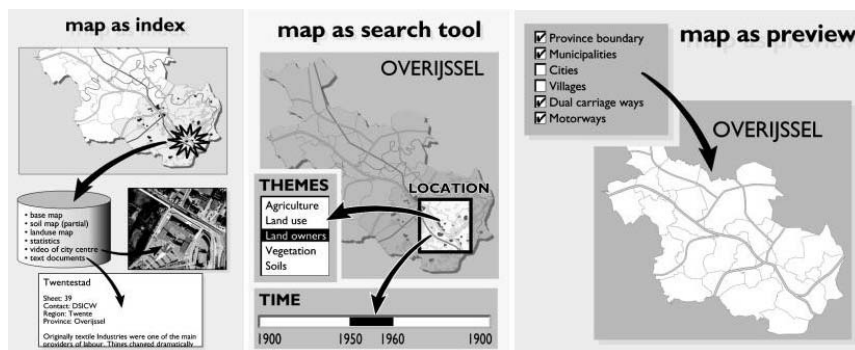 map as index
• base map
• soil map (partial)
• landuse map
• statistics
• video of city centre
• text documents
Twentestad
Sheet: 39
Contact: DSICW
Region: Twente
Province: Overijssel
Originally textile Industries were one of the main
providers of labour. Things changed dramatically
map as search tool
OVERIJSSEL
THEMES
Agriculture
Land use
Land owners
Vegetation
Soils
LOCATION
TIME
1900 1950 1960 1900
map as preview
Province boundary
Municipalities
Cities
Villages
Dual carriage ways
Motorways
OVERIJSSEL